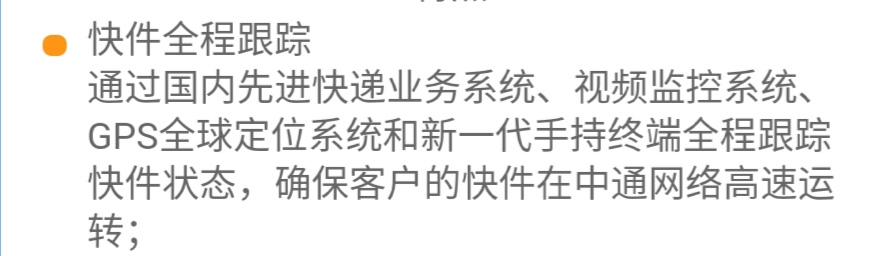 快件全程跟踪
通过国内先进快递业务系统、视频监控系统、
GPS全球定位系统和新一代手持终端全程跟踪
快件状态，确保客户的快件在中通网络高速运
转；